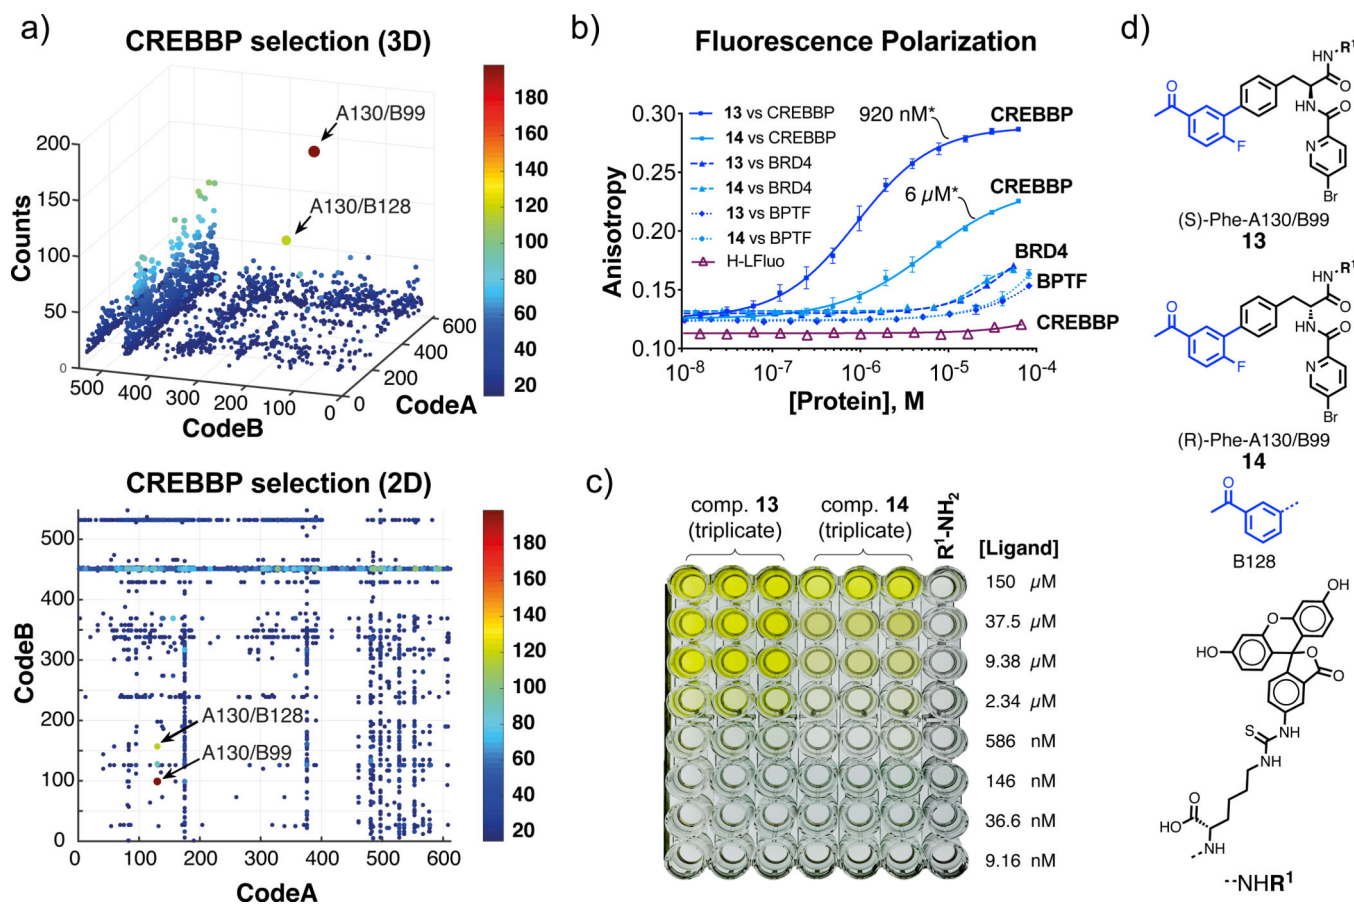 a)
CREBBP selection (3D)
A130/B99
A130/B128
Counts
200
150
100
50
0
500
400
300
200
100
0
CodeB
0
200
400
600
CodeA
180
160
140
120
100
80
60
40
20
CREBBP selection (2D)
A130/B128
A130/B99
CodeB
500
400
300
200
100
0
0
100
200
300
400
500
600
CodeA
180
160
140
120
100
80
60
40
20
b)
Fluorescence Polarization
13 vs CREBBP
14 vs CREBBP
13 vs BRD4
14 vs BRD4
13 vs BPTF
14 vs BPTF
H-LFluo
920 nM*
CREBBP
6 µM*
CREBBP
BRD4
BPTF
CREBBP
Anisotropy
0.30
0.25
0.20
0.15
0.10
10⁻⁸
10⁻⁷
10⁻⁶
10⁻⁵
10⁻⁴
[Protein], M
c)
comp. 13
(triplicate)
comp. 14
(triplicate)
R¹-NH₂
[Ligand]
150 µM
37.5 µM
9.38 µM
2.34 µM
586 nM
146 nM
36.6 nM
9.16 nM
d)
HN-R¹
O
O
HN
O
F
N
Br
(S)-Phe-A130/B99
13
HN-R¹
O
O
HN
O
F
N
Br
(R)-Phe-A130/B99
14
O
B128
OH
O
HO
O
O
S
NH
NH
O
HO
NH
--NHR¹